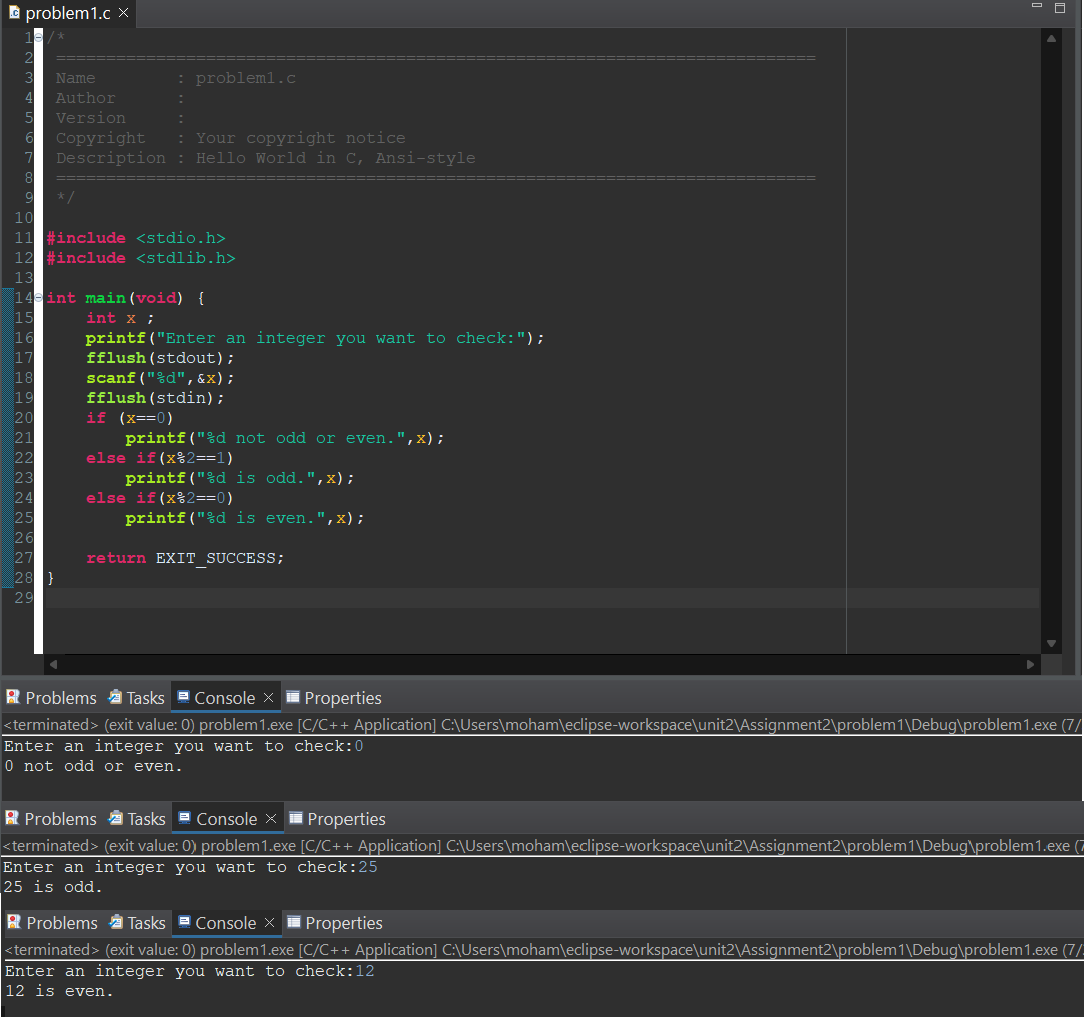 problem1.c
1 /*
2 ============================================================================
3 Name        : problem1.c
4 Author      :
5 Version     :
6 Copyright   : Your copyright notice
7 Description : Hello World in C, Ansi-style
8 ============================================================================
9 */
10
11 #include <stdio.h>
12 #include <stdlib.h>
13
14 int main(void) {
15     int x ;
16     printf("Enter an integer you want to check:");
17     fflush(stdout);
18     scanf("%d",&x);
19     fflush(stdin);
20     if (x==0)
21         printf("%d not odd or even.",x);
22     else if(x%2==1)
23         printf("%d is odd.",x);
24     else if(x%2==0)
25         printf("%d is even.",x);
26
27     return EXIT_SUCCESS;
28 }
29
Problems Tasks Console Properties
<terminated> (exit value: 0) problem1.exe [C/C++ Application] C:\Users\moham\eclipse-workspace\unit2\Assignment2\problem1\Debug\problem1.exe (7/
Enter an integer you want to check:0
0 not odd or even.
Problems Tasks Console Properties
<terminated> (exit value: 0) problem1.exe [C/C++ Application] C:\Users\moham\eclipse-workspace\unit2\Assignment2\problem1\Debug\problem1.exe (7
Enter an integer you want to check:25
25 is odd.
Problems Tasks Console Properties
<terminated> (exit value: 0) problem1.exe [C/C++ Application] C:\Users\moham\eclipse-workspace\unit2\Assignment2\problem1\Debug\problem1.exe (7/
Enter an integer you want to check:12
12 is even.